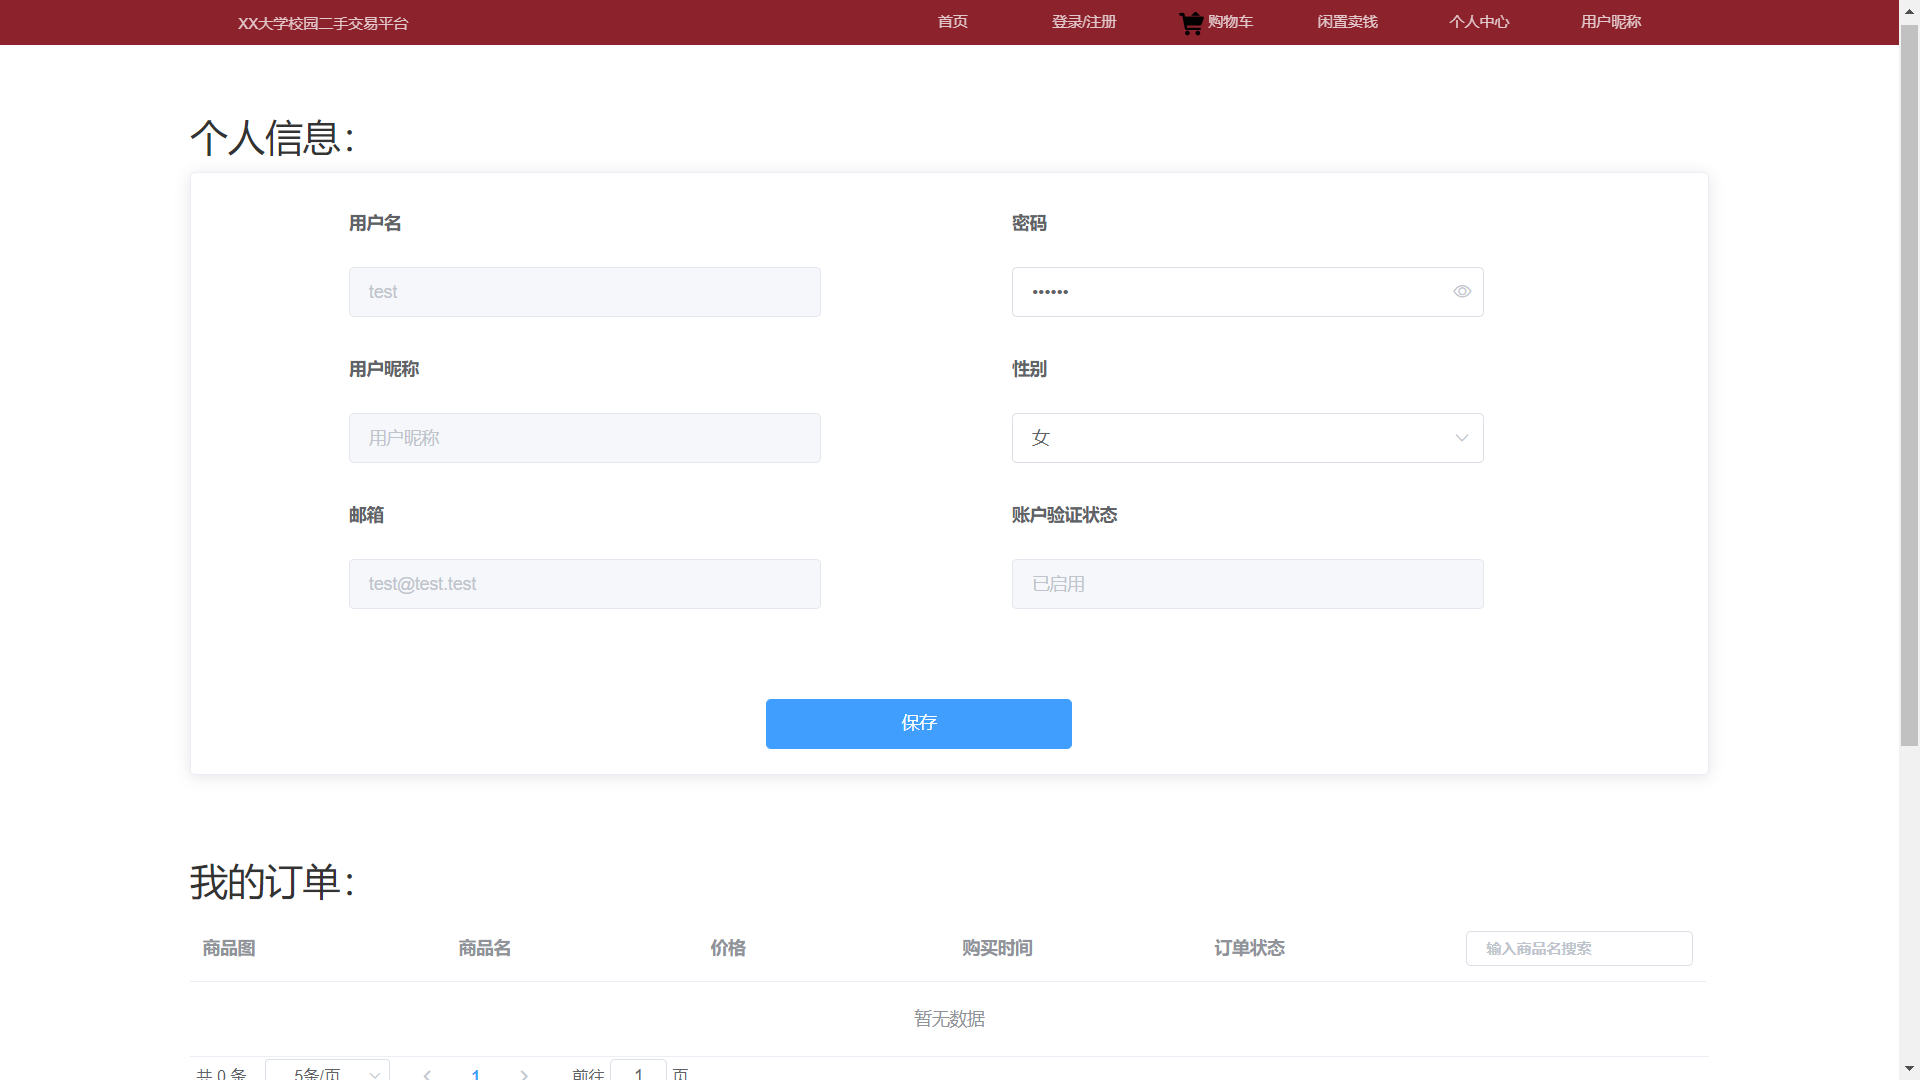 XX大学校园二手交易平台 首页 登录/注册 购物车 闲置卖钱 个人中心 用户昵称
个人信息：
用户名 密码
test ••••••
用户昵称 性别
用户昵称 女
邮箱 账户验证状态
test@test.test 已启用
保存
我的订单：
商品图 商品名 价格 购买时间 订单状态 输入商品名搜索
暂无数据
共 0 条 5条/页 1 前往 1 页